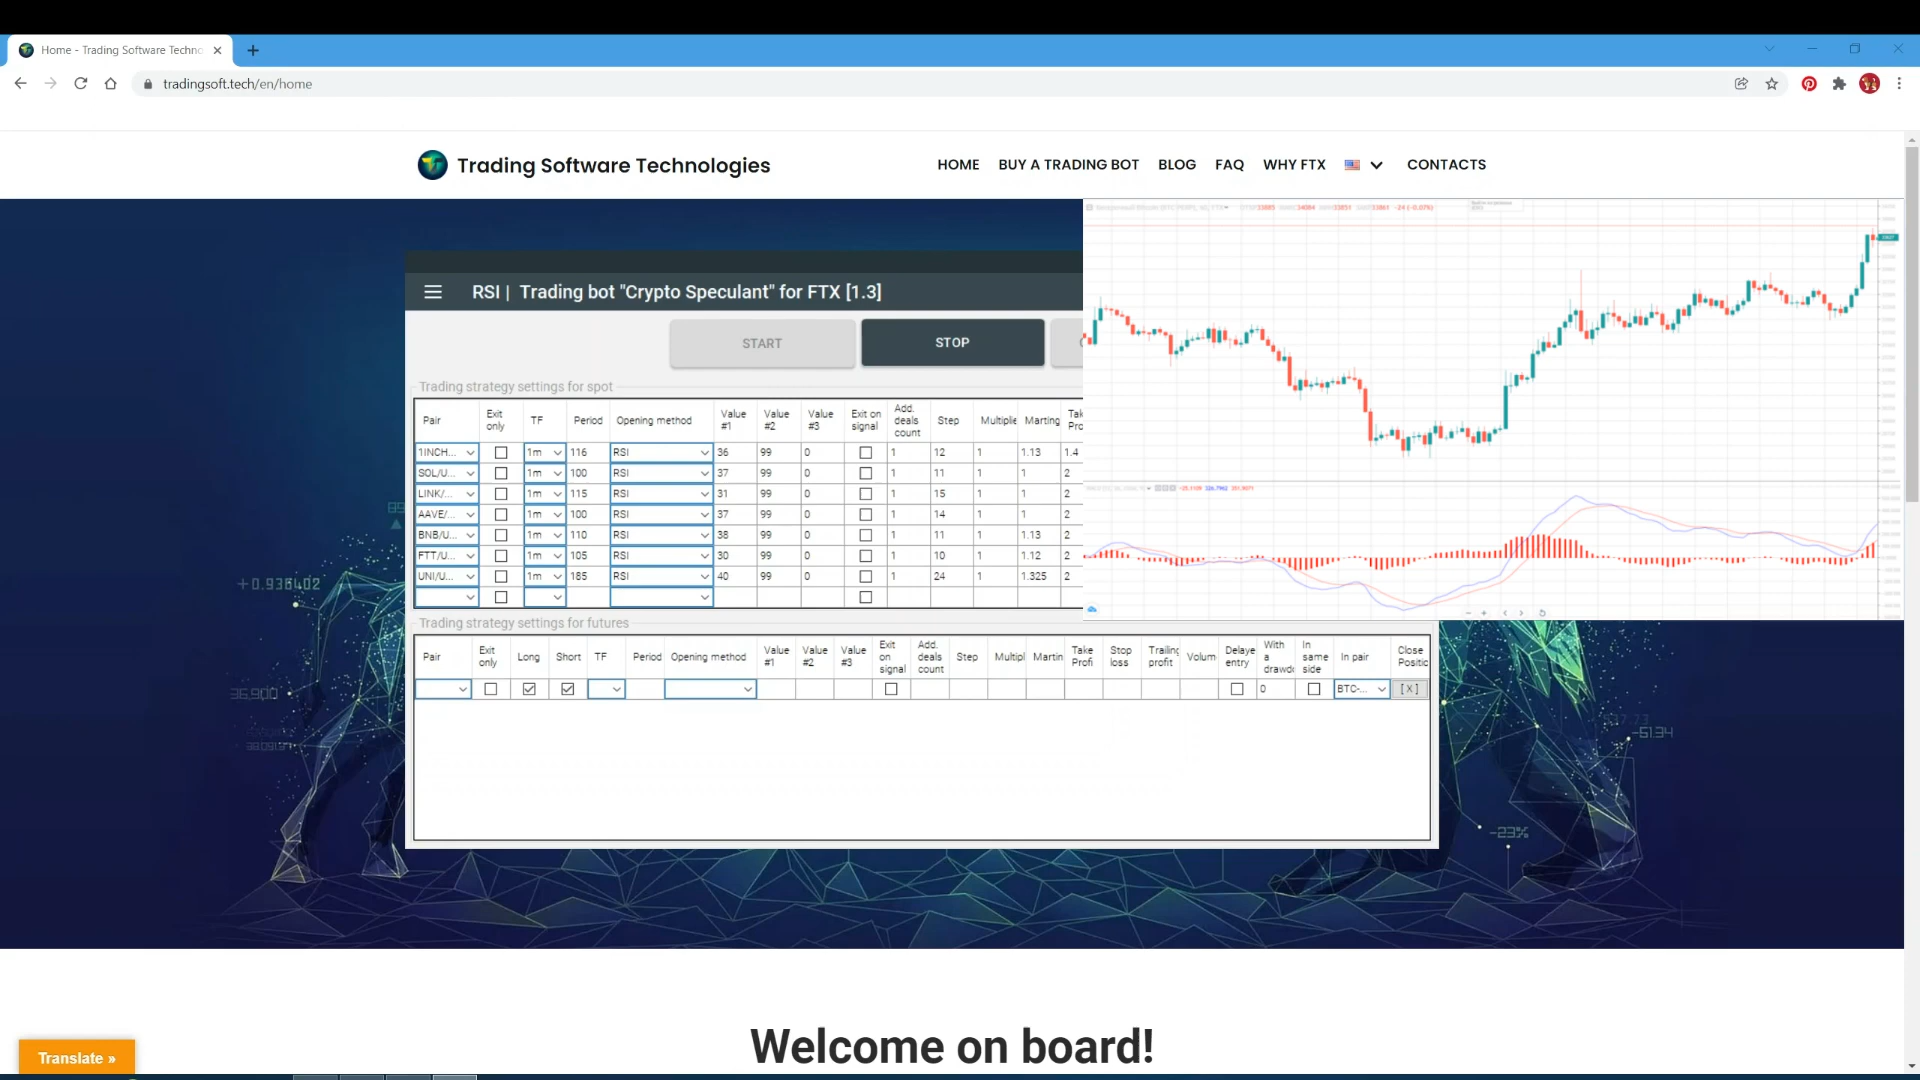 Home - Trading Software Techno
tradingsoft.tech/en/home
Trading Software Technologies
HOME BUY A TRADING BOT BLOG FAQ WHY FTX CONTACTS
RSI | Trading bot "Crypto Speculant" for FTX [1.3]
START STOP
Trading strategy settings for spot
Pair Exit only TF Period Opening method Value #1 Value #2 Value #3 Exit on signal Add. deals count Step Multiplie Marting Tak Pro
1INCH... 1m 116 RSI 36 99 0 1 12 1 1.13 1.4
SOL/U... 1m 100 RSI 37 99 0 1 11 1 1 2
LINK/... 1m 115 RSI 31 99 0 1 15 1 1 2
AAVE/... 1m 100 RSI 37 99 0 1 14 1 1 2
BNB/U... 1m 110 RSI 38 99 0 1 11 1 1.13 2
FTT/U... 1m 105 RSI 30 99 0 1 10 1 1.12 2
UNI/U... 1m 185 RSI 40 99 0 1 24 1 1.325 2
Trading strategy settings for futures
Pair Exit only Long Short TF Period Opening method Value #1 Value #2 Value #3 Exit on signal Add. deals count Step Multipl Martin Take Profi Stop loss Trailing profit Volum Delaye entry With a drawdo In same side In pair Close Positic
0 BTC-... [ X ]
+0.936402
36.900
-51.34
-23%
Welcome on board!
Translate »